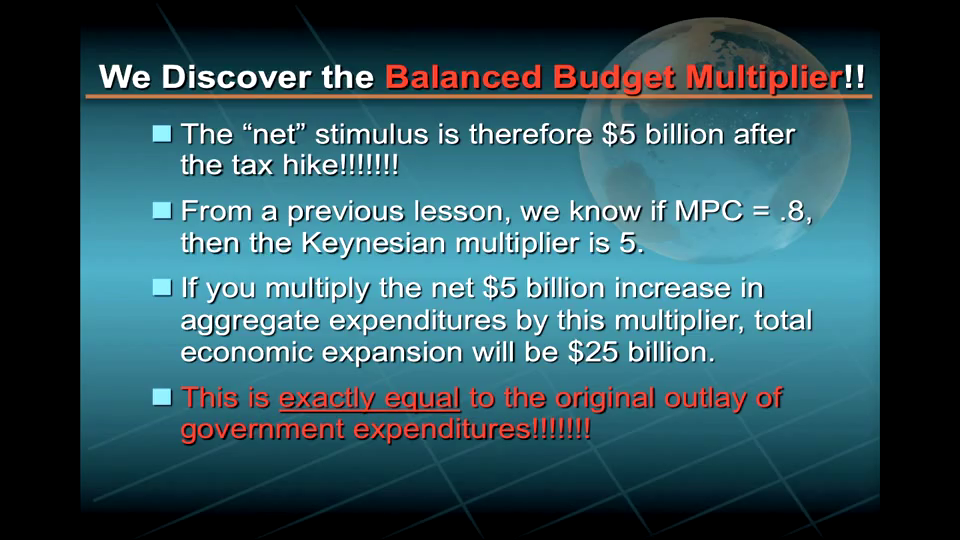 We Discover the Balanced Budget Multiplier!!
The “net” stimulus is therefore $5 billion after
the tax hike!!!!!!!
From a previous lesson, we know if MPC = .8,
then the Keynesian multiplier is 5.
If you multiply the net $5 billion increase in
aggregate expenditures by this multiplier, total
economic expansion will be $25 billion.
This is exactly equal to the original outlay of
government expenditures!!!!!!!